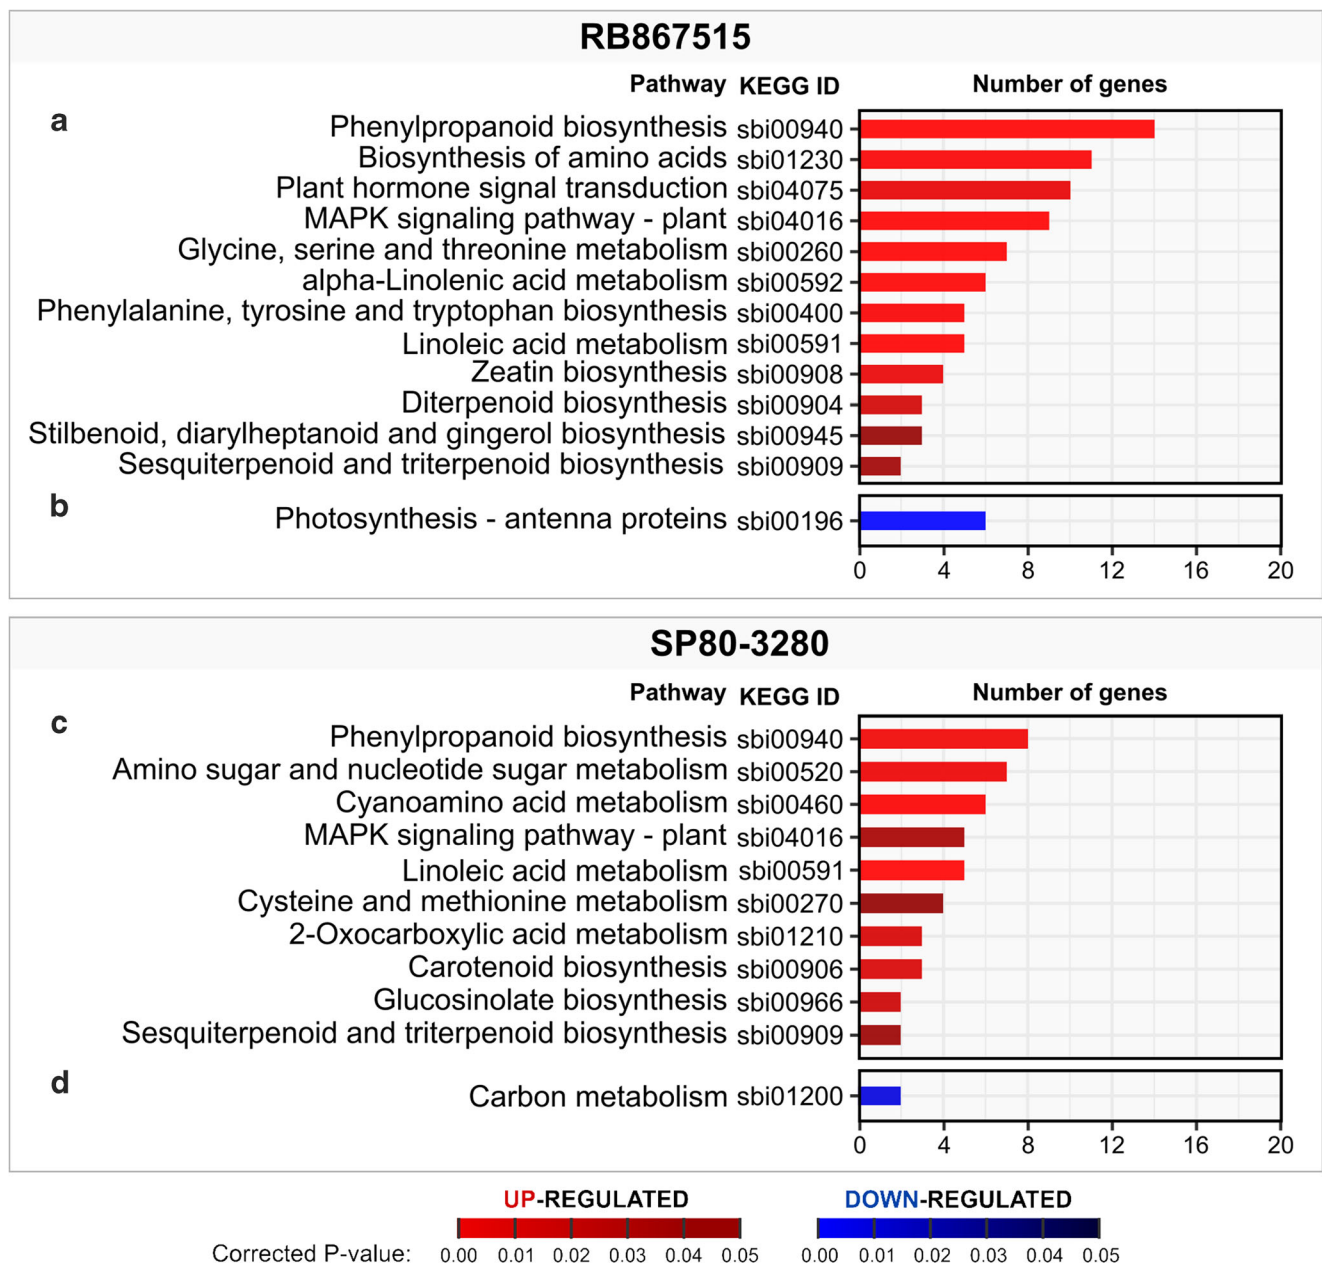 RB867515
Pathway KEGG ID Number of genes
a
Phenylpropanoid biosynthesis sbi00940
Biosynthesis of amino acids sbi01230
Plant hormone signal transduction sbi04075
MAPK signaling pathway - plant sbi04016
Glycine, serine and threonine metabolism sbi00260
alpha-Linolenic acid metabolism sbi00592
Phenylalanine, tyrosine and tryptophan biosynthesis sbi00400
Linoleic acid metabolism sbi00591
Zeatin biosynthesis sbi00908
Diterpenoid biosynthesis sbi00904
Stilbenoid, diarylheptanoid and gingerol biosynthesis sbi00945
Sesquiterpenoid and triterpenoid biosynthesis sbi00909
b
Photosynthesis - antenna proteins sbi00196
0 4 8 12 16 20
SP80-3280
Pathway KEGG ID Number of genes
c
Phenylpropanoid biosynthesis sbi00940
Amino sugar and nucleotide sugar metabolism sbi00520
Cyanoamino acid metabolism sbi00460
MAPK signaling pathway - plant sbi04016
Linoleic acid metabolism sbi00591
Cysteine and methionine metabolism sbi00270
2-Oxocarboxylic acid metabolism sbi01210
Carotenoid biosynthesis sbi00906
Glucosinolate biosynthesis sbi00966
Sesquiterpenoid and triterpenoid biosynthesis sbi00909
d
Carbon metabolism sbi01200
0 4 8 12 16 20
UP-REGULATED DOWN-REGULATED
Corrected P-value: 0.00 0.01 0.02 0.03 0.04 0.05 0.00 0.01 0.02 0.03 0.04 0.05